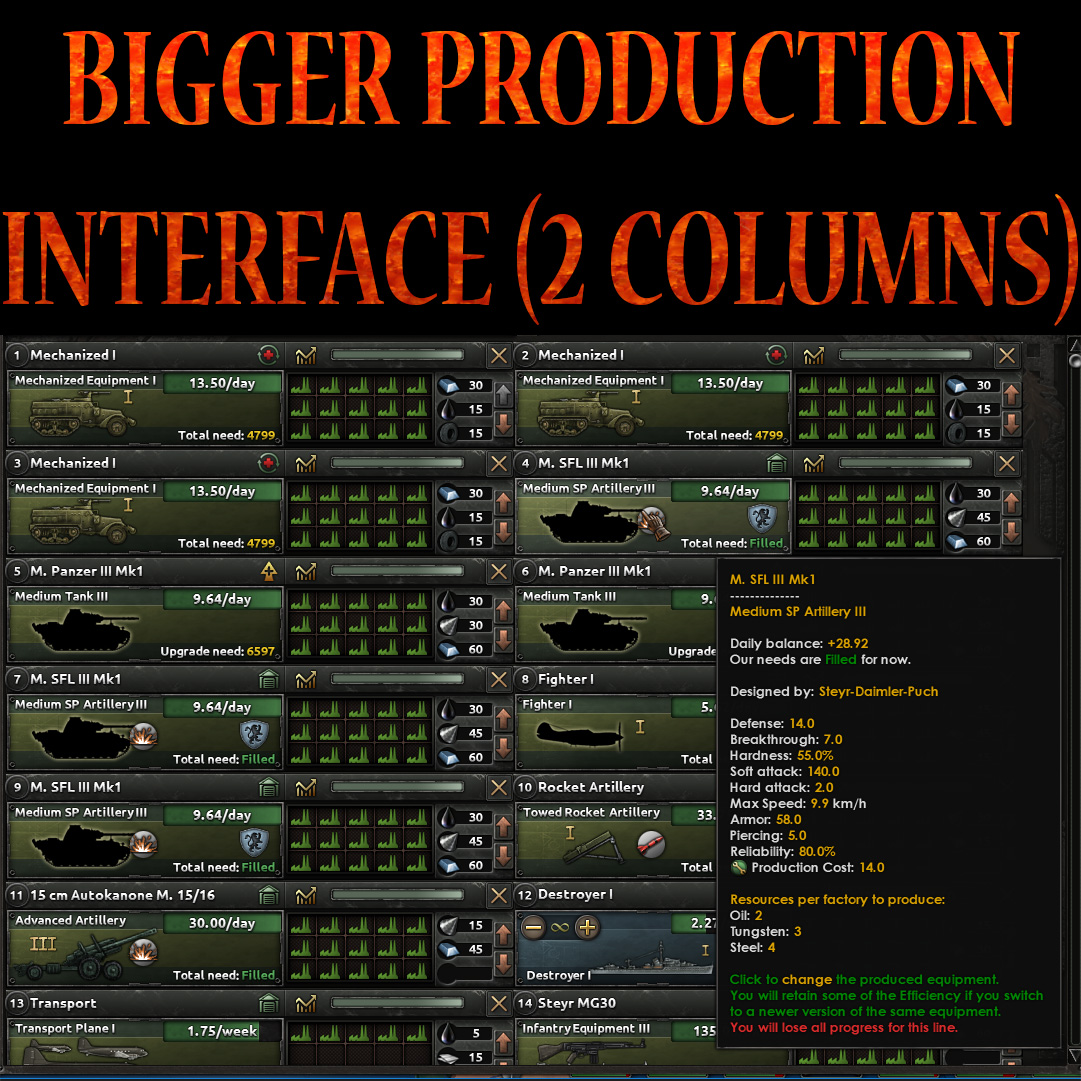 BIGGER PRODUCTION
INTERFACE (2 COLUMNS)
1 Mechanized I
Mechanized Equipment I 13.50/day
I
Total need: 4799
30
15
15
2 Mechanized I
Mechanized Equipment I 13.50/day
I
Total need: 4799
30
15
15
3 Mechanized I
Mechanized Equipment I 13.50/day
I
Total need: 4799
30
15
15
4 M. SFL III Mk1
Medium SP Artillery III 9.64/day
Total need: Filled
30
45
60
5 M. Panzer III Mk1
Medium Tank III 9.64/day
Upgrade need: 6597
30
30
60
6 M. Panzer III Mk1
Medium Tank III 9.
Upgrade
7 M. SFL III Mk1
Medium SP Artillery III 9.64/day
Total need: Filled
30
45
60
8 Fighter I
Fighter I 5.
I
Total
9 M. SFL III Mk1
Medium SP Artillery III 9.64/day
Total need: Filled
30
45
60
10 Rocket Artillery
Towed Rocket Artillery 33.
I
Total
11 15 cm Autokanone M. 15/16
Advanced Artillery 30.00/day
III
Total need: Filled
15
45
12 Destroyer I
2.27
I
Destroyer I
13 Transport
Transport Plane I 1.75/week
5
15
14 Steyr MG30
Infantry Equipment III 135
M. SFL III Mk1
--------------
Medium SP Artillery III
Daily balance: +28.92
Our needs are Filled for now.
Designed by: Steyr-Daimler-Puch
Defense: 14.0
Breakthrough: 7.0
Hardness: 55.0%
Soft attack: 140.0
Hard attack: 2.0
Max Speed: 9.9 km/h
Armor: 58.0
Piercing: 5.0
Reliability: 80.0%
Production Cost: 14.0
Resources per factory to produce:
Oil: 2
Tungsten: 3
Steel: 4
Click to change the produced equipment.
You will retain some of the Efficiency if you switch
to a newer version of the same equipment.
You will lose all progress for this line.